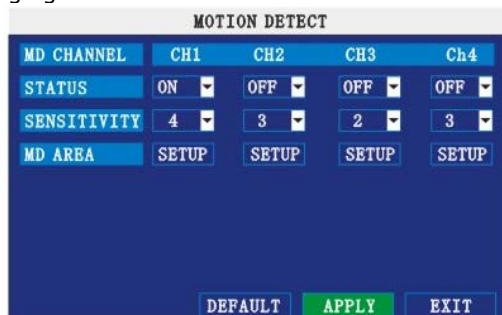 MOTION DETECT
MD CHANNEL CH1 CH2 CH3 Ch4
STATUS ON OFF OFF OFF
SENSITIVITY 4 3 2 3
MD AREA SETUP SETUP SETUP SETUP
DEFAULT APPLY EXIT